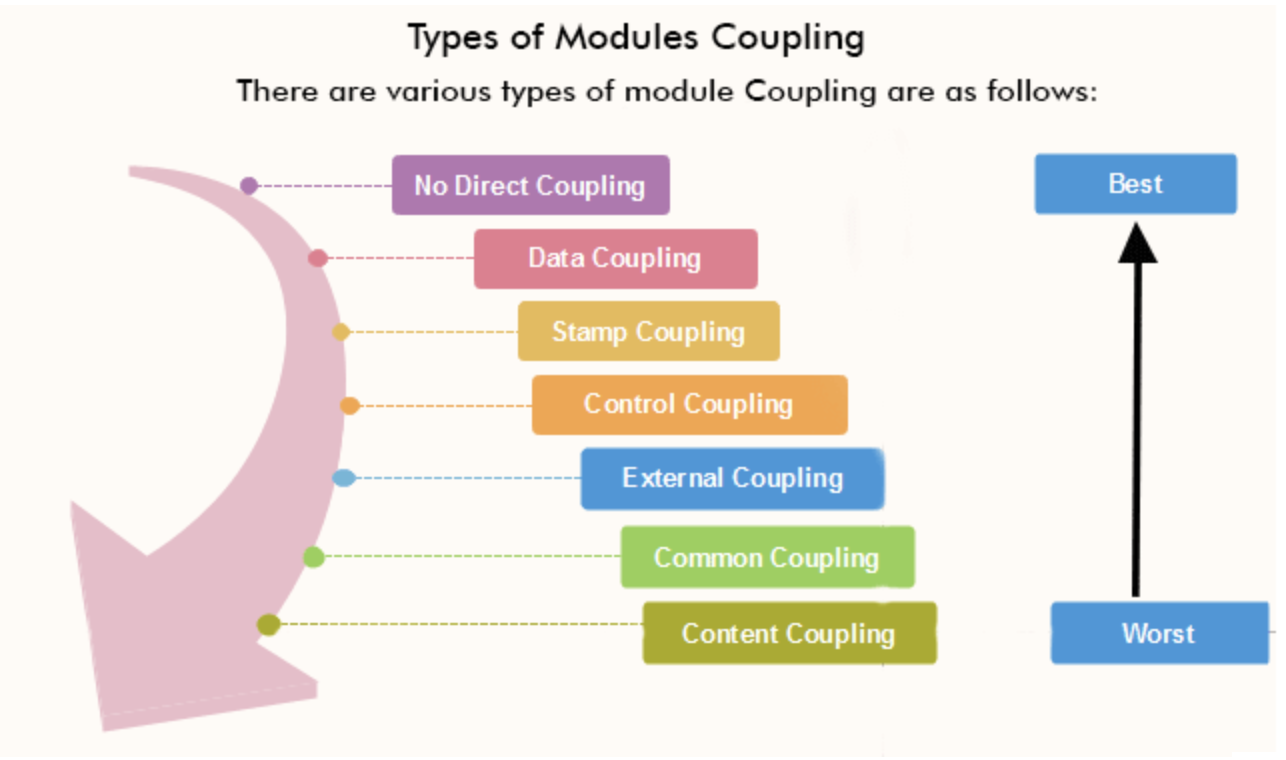 Types of Modules Coupling
There are various types of module Coupling are as follows:
No Direct Coupling
Best
Data Coupling
Stamp Coupling
Control Coupling
External Coupling
Common Coupling
Content Coupling
Worst